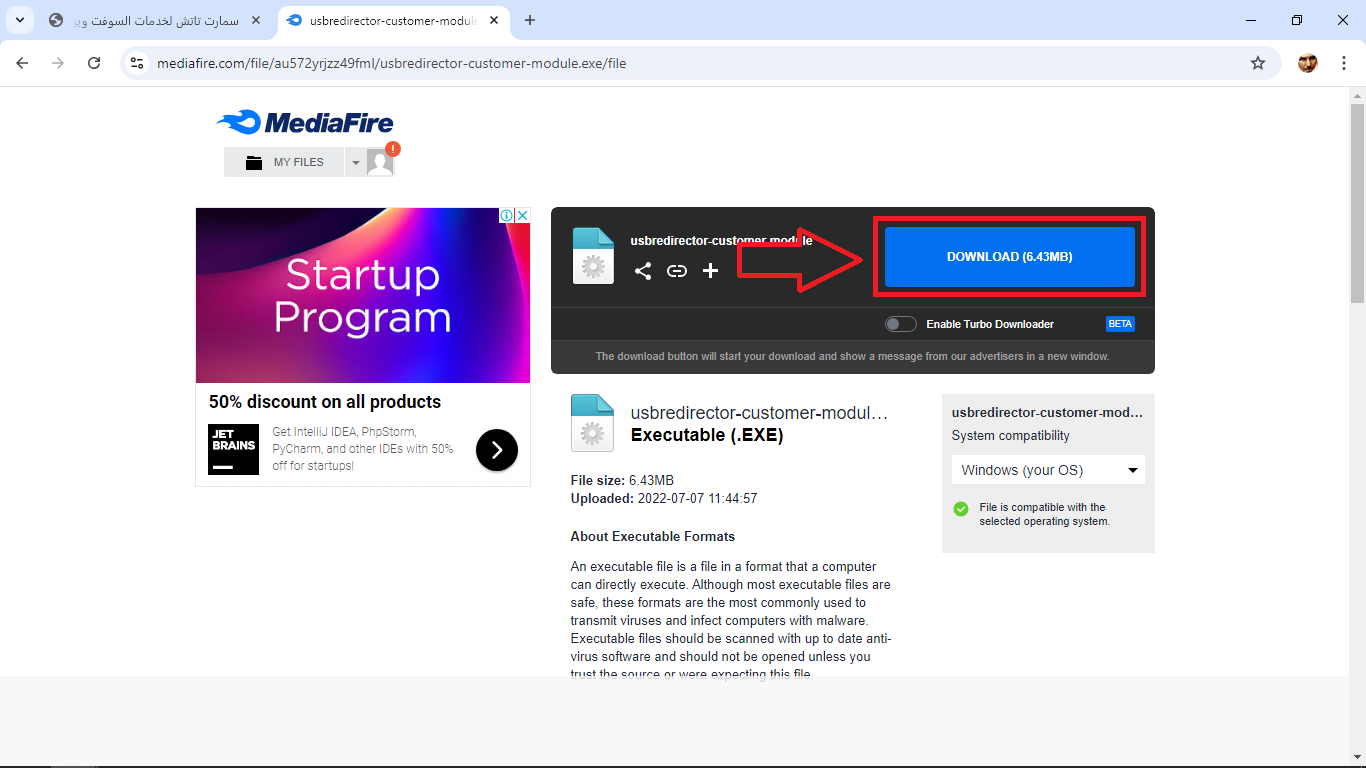 سمارت تاتش لخدمات السوفت وير
usbredirector-customer-module
mediafire.com/file/au572yrjzz49fml/usbredirector-customer-module.exe/file
MediaFire
MY FILES
!
Startup
Program
50% discount on all products
JET
BRAINS
Get IntelliJ IDEA, PhpStorm,
PyCharm, and other IDEs with 50%
off for startups!
usbredirector-customer-module
DOWNLOAD (6.43MB)
Enable Turbo Downloader
BETA
The download button will start your download and show a message from our advertisers in a new window.
usbredirector-customer-modul…
Executable (.EXE)
File size: 6.43MB
Uploaded: 2022-07-07 11:44:57
About Executable Formats
An executable file is a file in a format that a computer
can directly execute. Although most executable files are
safe, these formats are the most commonly used to
transmit viruses and infect computers with malware.
Executable files should be scanned with up to date anti-
virus software and should not be opened unless you
trust the source or were expecting this file.
usbredirector-customer-mod…
System compatibility
Windows (your OS)
File is compatible with the
selected operating system.